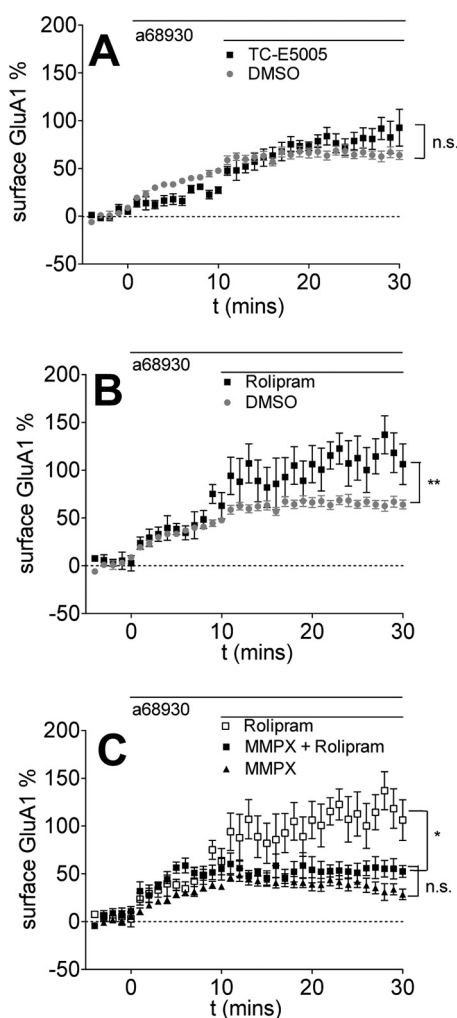 A
a68930
TC-E5005
DMSO
surface GluA1 %
200
150
100
50
0
-50
n.s.
0
10
20
30
t (mins)
B
a68930
Rolipram
DMSO
surface GluA1 %
200
150
100
50
0
-50
**
0
10
20
30
t (mins)
C
a68930
Rolipram
MMPX + Rolipram
MMPX
surface GluA1 %
200
150
100
50
0
-50
*
n.s.
0
10
20
30
t (mins)